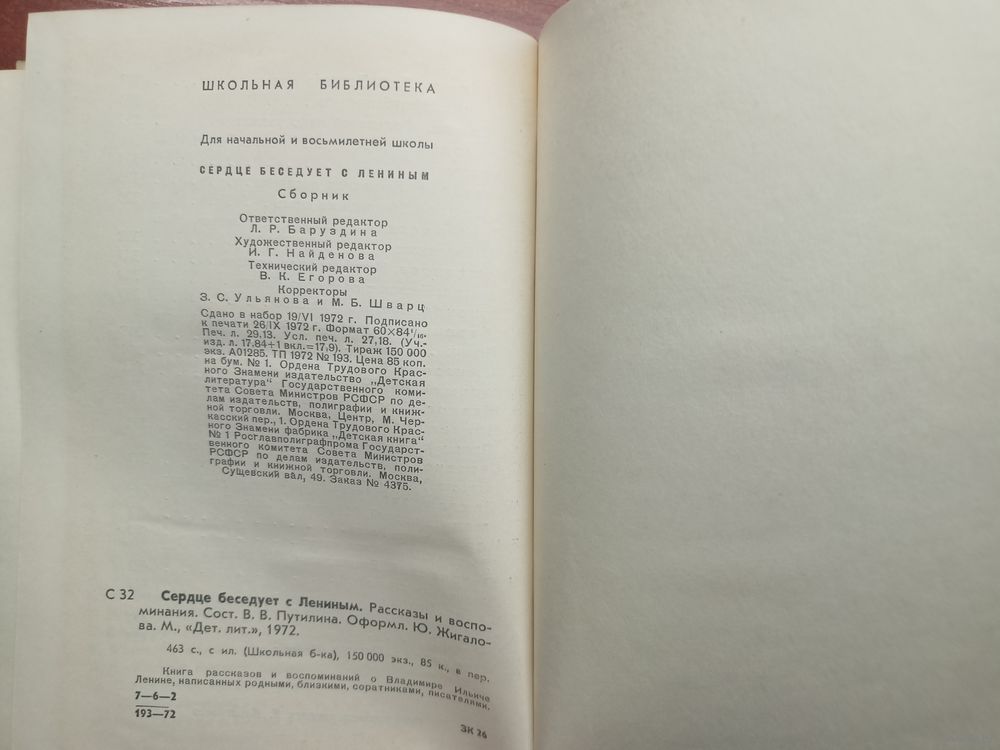 ШКОЛЬНАЯ БИБЛИОТЕКА
Для начальной и восьмилетней школы
СЕРДЦЕ БЕСЕДУЕТ С ЛЕНИНЫМ
Сборник
Ответственный редактор
Л. Р. Баруздина
Художественный редактор
И. Г. Найденова
Технический редактор
В. К. Егорова
Корректоры
З. С. Ульянова и М. Б. Шварц
Сдано в набор 19/VI 1972 г. Подписано
к печати 26/IX 1972 г. Формат 60×84¹/₁₆.
Печ. л. 29,13. Усл. печ. л. 27,18. (Уч.-
изд. л. 17,84+1 вкл.=17,9). Тираж 150 000
экз. А01285. ТП 1972 № 193. Цена 85 коп.
на бум. № 1. Ордена Трудового Крас-
ного Знамени издательство „Детская
литература“ Государственного коми-
тета Совета Министров РСФСР по де-
лам издательств, полиграфии и книж-
ной торговли. Москва, Центр, М. Чер-
касский пер., 1. Ордена Трудового Крас-
ного Знамени фабрика „Детская книга“
№ 1 Росглавполиграфпрома Государст-
венного комитета Совета Министров
РСФСР по делам издательств, поли-
графии и книжной торговли. Москва,
Сущевский вал, 49. Заказ № 4375.
С 32 Сердце беседует с Лениным. Рассказы и воспо-
минания. Сост. В. В. Путилина. Оформл. Ю. Жигало-
ва. М., «Дет. лит.», 1972.
463 с., с ил. (Школьная б-ка), 150 000 экз., 85 к., в пер.
Книга рассказов и воспоминаний о Владимире Ильиче
Ленине, написанных родными, близкими, соратниками, писателями.
7—6—2
193—72
ЗК 26